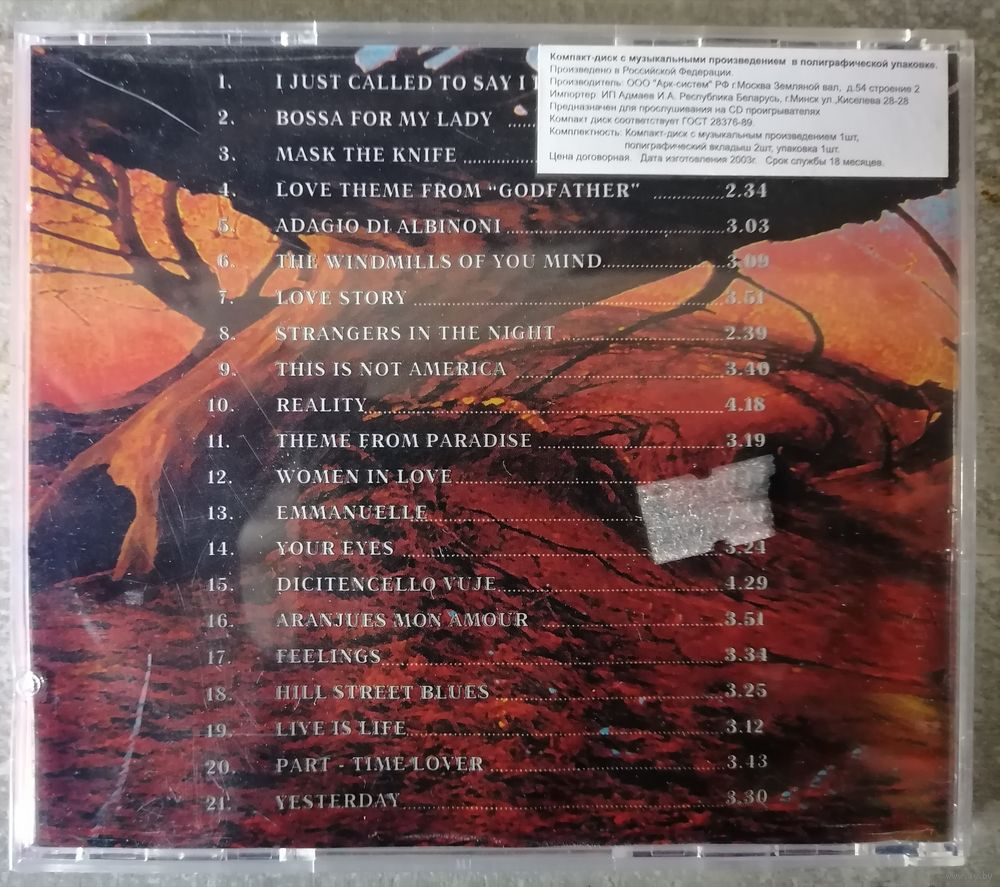 Компакт-диск с музыкальными произведением в полиграфической упаковке.
Произведено в Российской Федерации.
Производитель: ООО "Арк-систем" РФ г.Москва Земляной вал, д.54 строение 2
Импортер: ИП Адмаев И.А. Республика Беларусь, г.Минск ул.,Киселева 28-28
Предназначен для прослушивания на CD проигрывателях
Компакт диск соответствует ГОСТ 28376-89.
Комплектность: Компакт-диск с музыкальным произведением 1шт,
полиграфический вкладыш 2шт, упаковка 1шт.
Цена договорная. Дата изготовления 2003г. Срок службы 18 месяцев.
1. I JUST CALLED TO SAY I
2. BOSSA FOR MY LADY
3. MASK THE KNIFE
4. LOVE THEME FROM "GODFATHER" 2.34
5. ADAGIO DI ALBINONI 3.03
6. THE WINDMILLS OF YOU MIND 3.09
7. LOVE STORY 3.51
8. STRANGERS IN THE NIGHT 2.39
9. THIS IS NOT AMERICA 3.40
10. REALITY 4.18
11. THEME FROM PARADISE 3.19
12. WOMEN IN LOVE
13. EMMANUELLE
14. YOUR EYES 3.24
15. DICITENCELLO VUJE 4.29
16. ARANJUES MON AMOUR 3.51
17. FEELINGS 3.34
18. HILL STREET BLUES 3.25
19. LIVE IS LIFE 3.12
20. PART - TIME LOVER 3.43
21. YESTERDAY 3.30